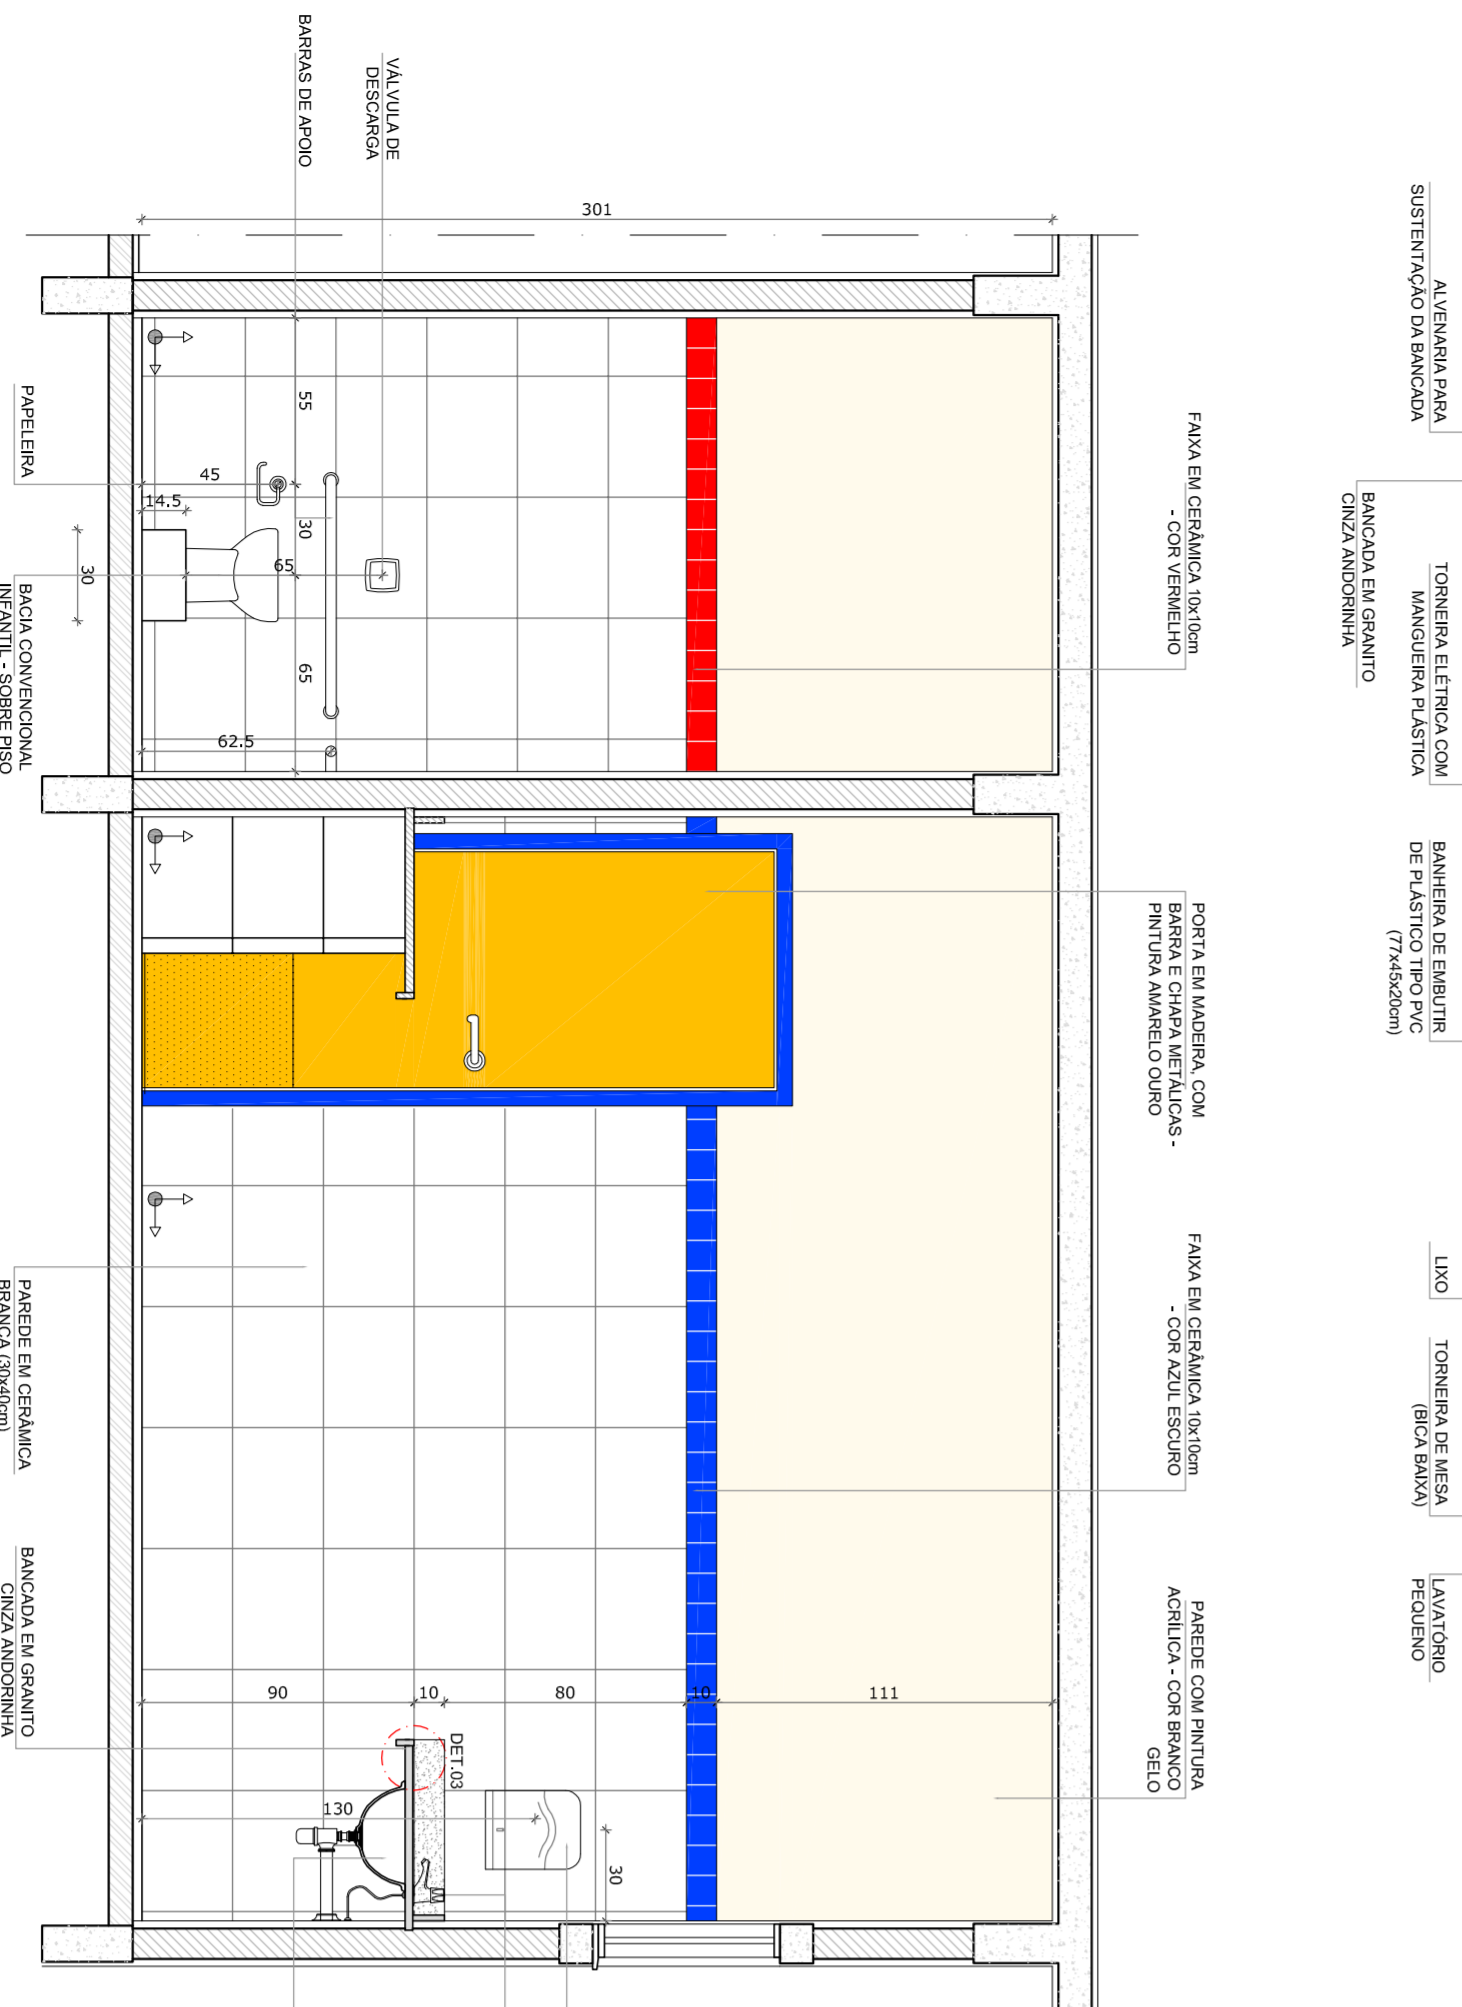 ALVENARIA PARA
SUSTENTAÇÃO DA BANCADA
BANCADA EM GRANITO
CINZA ANDORINHA
TORNEIRA ELÉTRICA COM
MANGUEIRA PLÁSTICA
BANHEIRA DE EMBUTIR
DE PLÁSTICO TIPO PVC
(77x45x20cm)
LIXO
TORNEIRA DE MESA
(BICA BAIXA)
LAVATÓRIO
PEQUENO
FAIXA EM CERÂMICA 10x10cm
- COR VERMELHO
PORTA EM MADEIRA, COM
BARRA E CHAPA METÁLICAS -
PINTURA AMARELO OURO
FAIXA EM CERÂMICA 10x10cm
- COR AZUL ESCURO
PAREDE COM PINTURA
ACRÍLICA - COR BRANCO
GELO
301
VÁLVULA DE
DESCARGA
BARRAS DE APOIO
55
45
30
14.5
65
65
62.5
30
90
10
80
10
111
DET.03
130
30
PAPELEIRA
BACIA CONVENCIONAL
INFANTIL - SOBRE PISO
PAREDE EM CERÂMICA
BRANCA (30x40cm)
BANCADA EM GRANITO
CINZA ANDORINHA